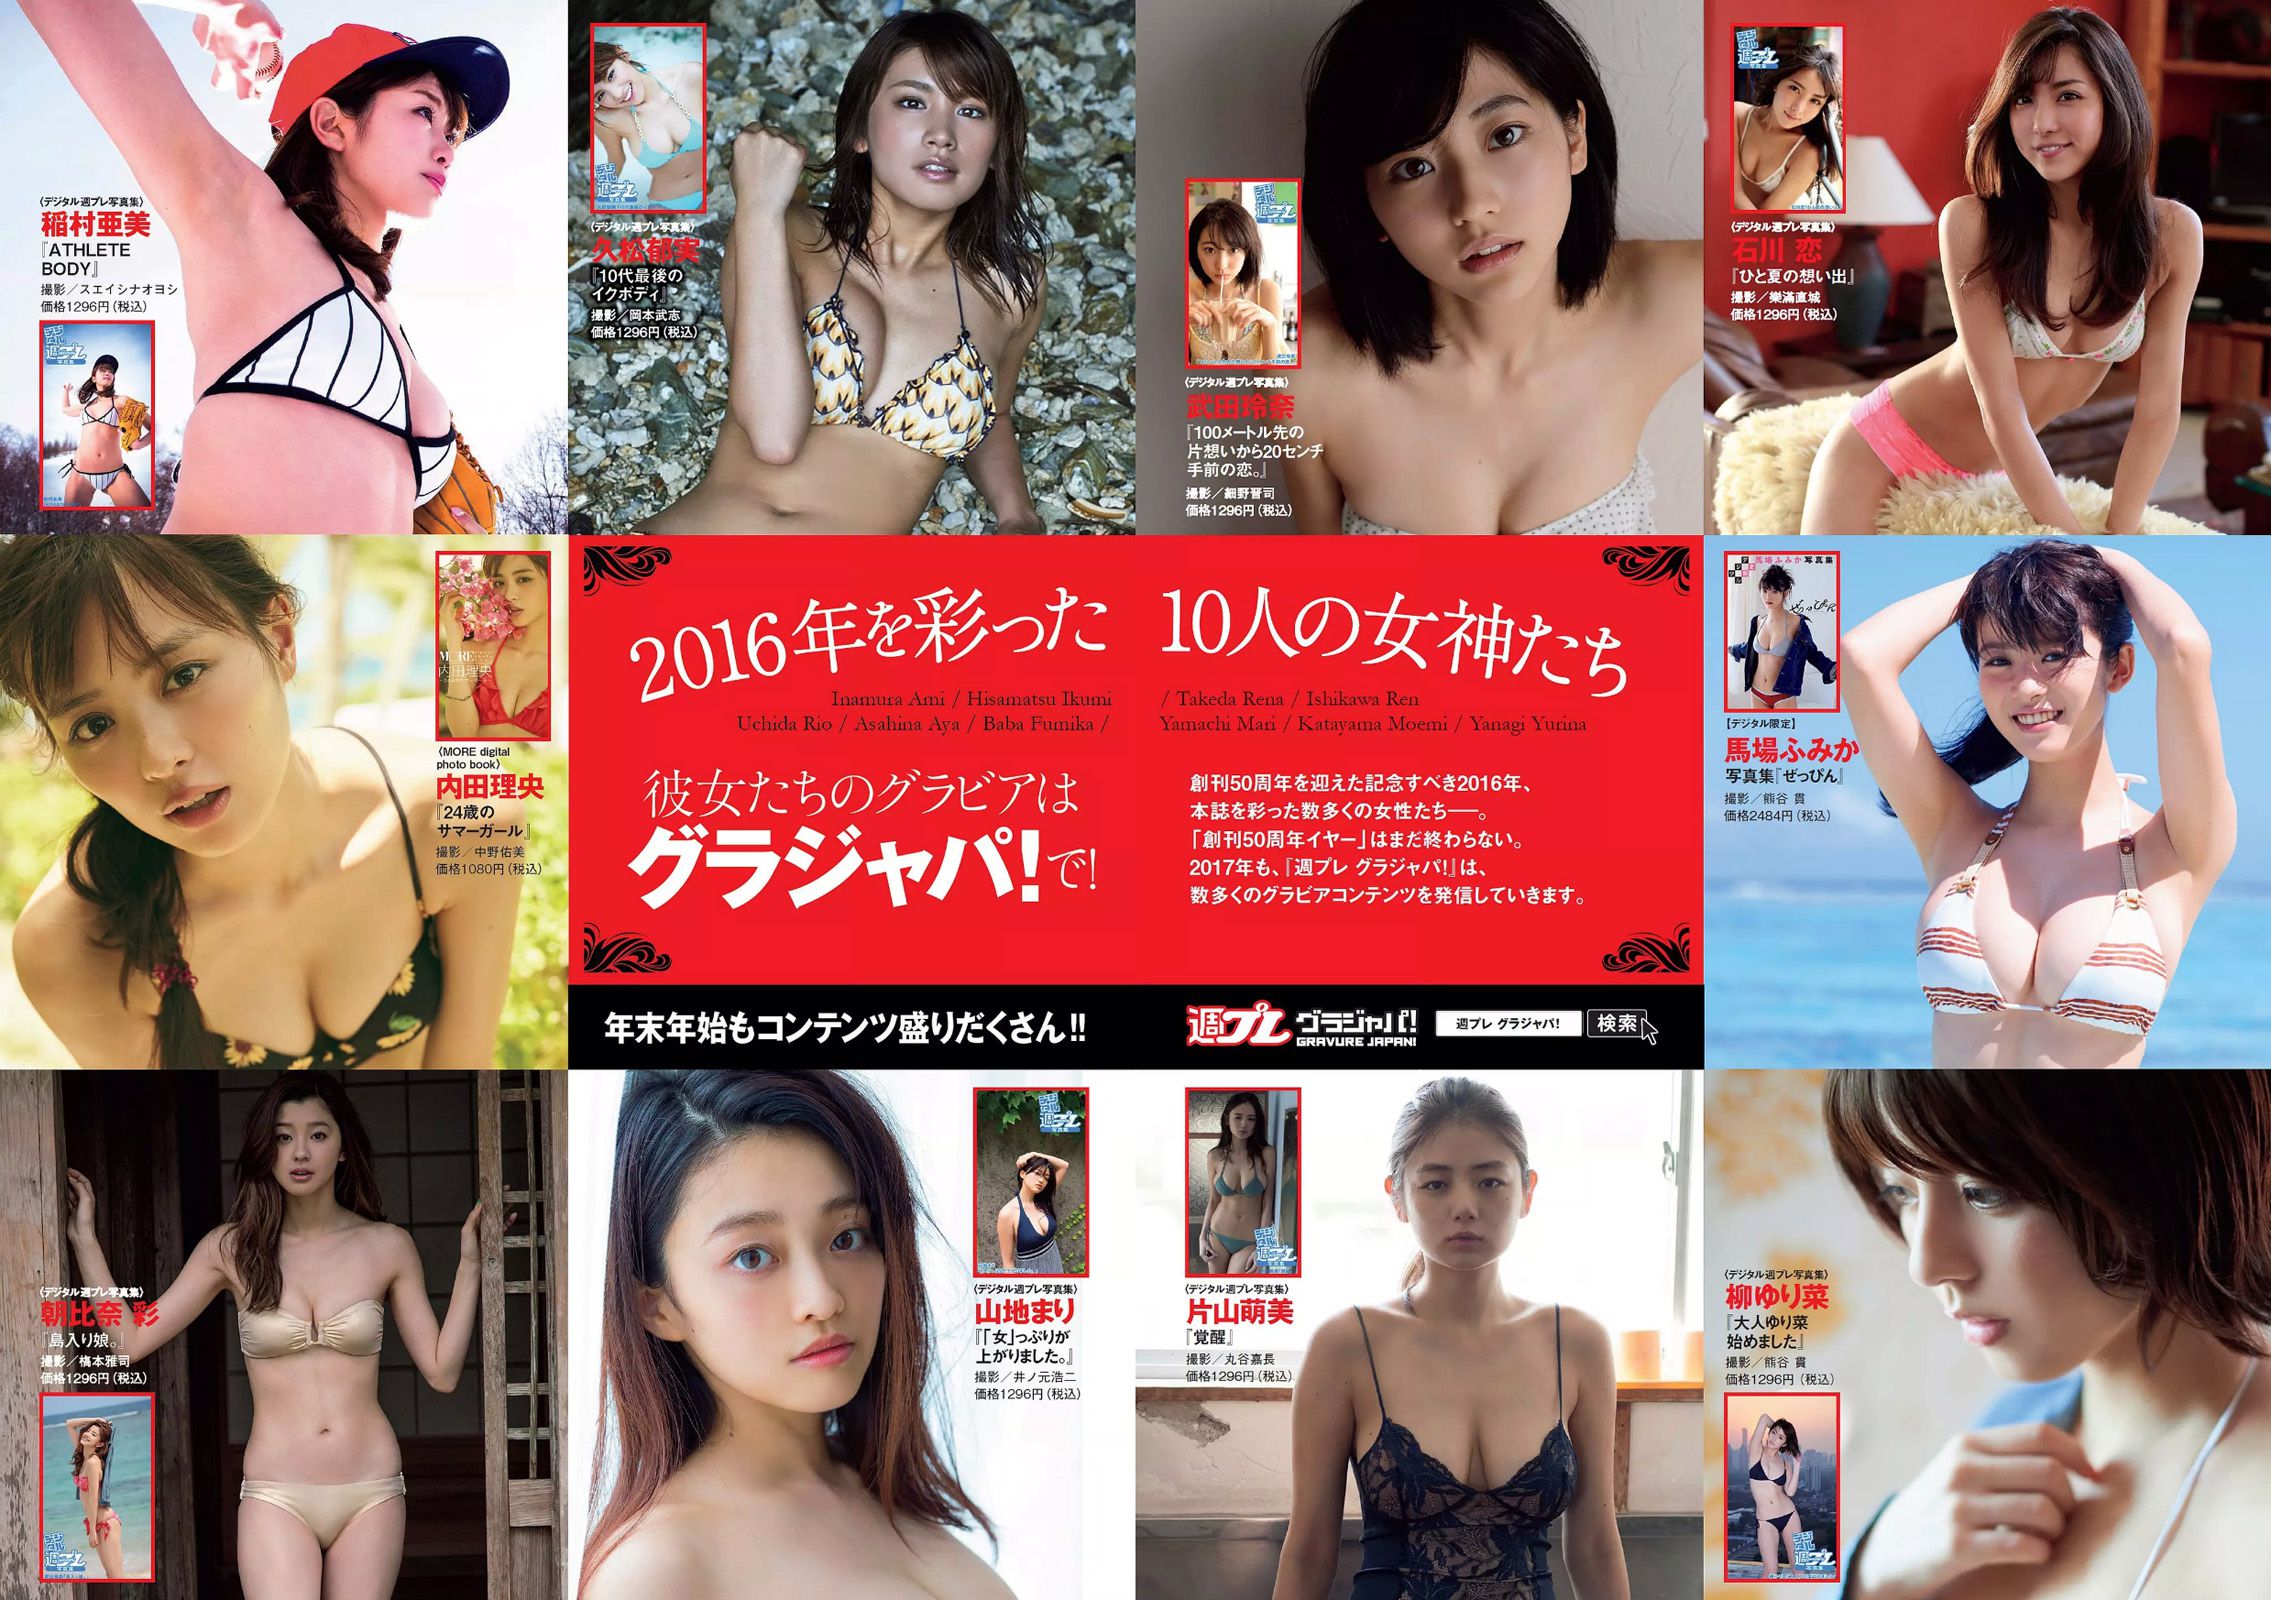 〈デジタル週プレ写真集〉
稲村亜美
『ATHLETE
BODY』
撮影／スエイシナオヨシ
価格1296円（税込）
〈デジタル週プレ写真集〉
久松郁実
『10代最後の
イクボディ』
撮影／岡本武志
価格1296円（税込）
〈デジタル週プレ写真集〉
武田玲奈
『100メートル先の
片想いから20センチ
手前の恋。』
撮影／細野晋司
価格1296円（税込）
〈デジタル週プレ写真集〉
石川 恋
『ひと夏の想い出』
撮影／樂滿直城
価格1296円（税込）
MORE
内田理央
〈MORE digital
photo book〉
内田理央
『24歳の
サマーガール』
撮影／中野佑美
価格1080円（税込）
2016年を彩った 10人の女神たち
Inamura Ami / Hisamatsu Ikumi / Takeda Rena / Ishikawa Ren
Uchida Rio / Asahina Aya / Baba Fumika / Yamachi Mari / Katayama Moemi / Yanagi Yurina
彼女たちのグラビアは
グラジャパ！で！
創刊50周年を迎えた記念すべき2016年、
本誌を彩った数多くの女性たち──。
「創刊50周年イヤー」はまだ終わらない。
2017年も、『週プレ グラジャパ！』は、
数多くのグラビアコンテンツを発信していきます。
年末年始もコンテンツ盛りだくさん!!
週プレ グラジャパ！
GRAVURE JAPAN!
週プレ グラジャパ！
検索
馬場ふみか写真集
ぜっぴん
【デジタル限定】
馬場ふみか
写真集『ぜっぴん』
撮影／熊谷 貫
価格2484円（税込）
〈デジタル週プレ写真集〉
朝比奈 彩
『島入り娘。』
撮影／橋本雅司
価格1296円（税込）
〈デジタル週プレ写真集〉
山地まり
『「女」っぷりが
上がりました。』
撮影／井ノ元浩二
価格1296円（税込）
〈デジタル週プレ写真集〉
片山萌美
『覚醒』
撮影／丸谷嘉長
価格1296円（税込）
〈デジタル週プレ写真集〉
柳ゆり菜
『大人ゆり菜
始めました』
撮影／熊谷 貫
価格1296円（税込）